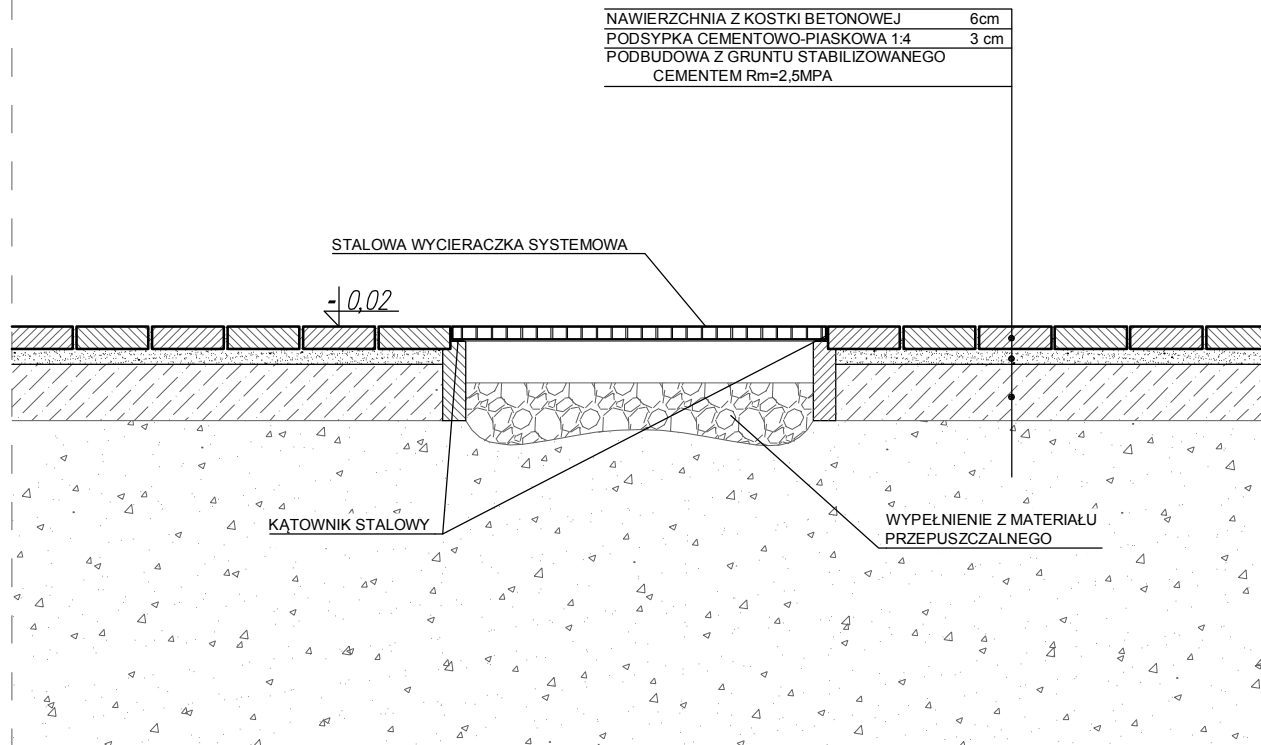 NAWIERZCHNIA Z KOSTKI BETONOWEJ 6cm
PODSYPKA CEMENTOWO-PIASKOWA 1:4 3 cm
PODBUDOWA Z GRUNTU STABILIZOWANEGO
CEMENTEM Rm=2,5MPA
STALOWA WYCIERACZKA SYSTEMOWA
- 0,02
KĄTOWNIK STALOWY
WYPEŁNIENIE Z MATERIAŁU
PRZEPUSZCZALNEGO